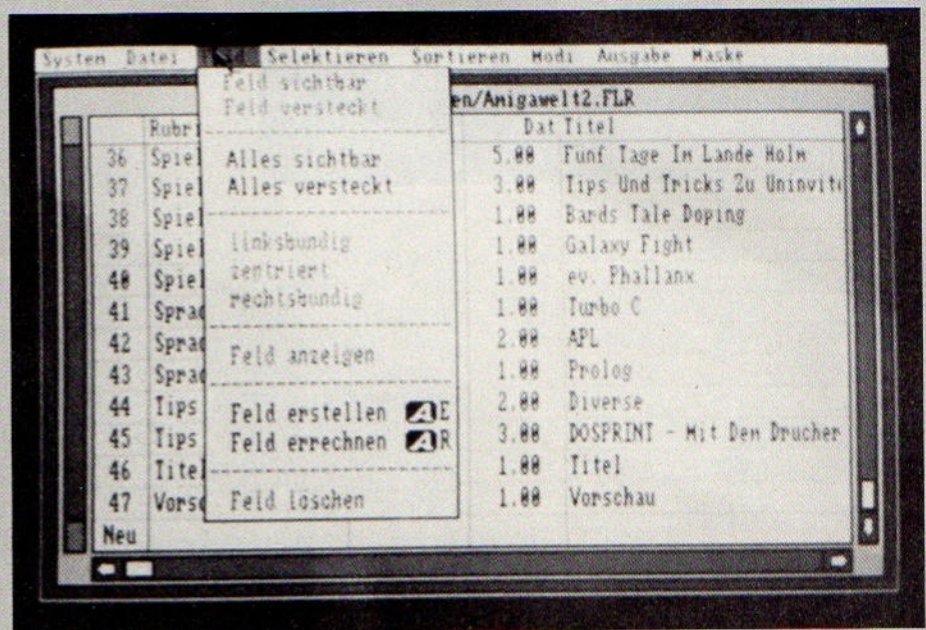 System Datei Selektieren Sortieren Modi Ausgabe Maske
Feld sichtbar
Feld versteckt
Alles sichtbar
Alles versteckt
linksbundig
zentriert
rechtsbundig
Feld anzeigen
Feld erstellen A E
Feld errechnen A R
Feld löschen
en/Amigawelt2.FLR
Rubri Dat Titel
36 Spiel 5.00 Funf Tage Im Lande Holm
37 Spiel 3.00 Tips Und Tricks Zu Uninvite
38 Spiel 1.00 Bards Tale Doping
39 Spiel 1.00 Galaxy Fight
40 Spiel 1.00 ev. Phallanx
41 Sprac 1.00 Turbo C
42 Sprac 2.00 APL
43 Sprac 1.00 Prolog
44 Tips 2.00 Diverse
45 Tips 3.00 DOSPRINT - Mit Dem Drucher
46 Titel 1.00 Titel
47 Vorsc 1.00 Vorschau
Neu